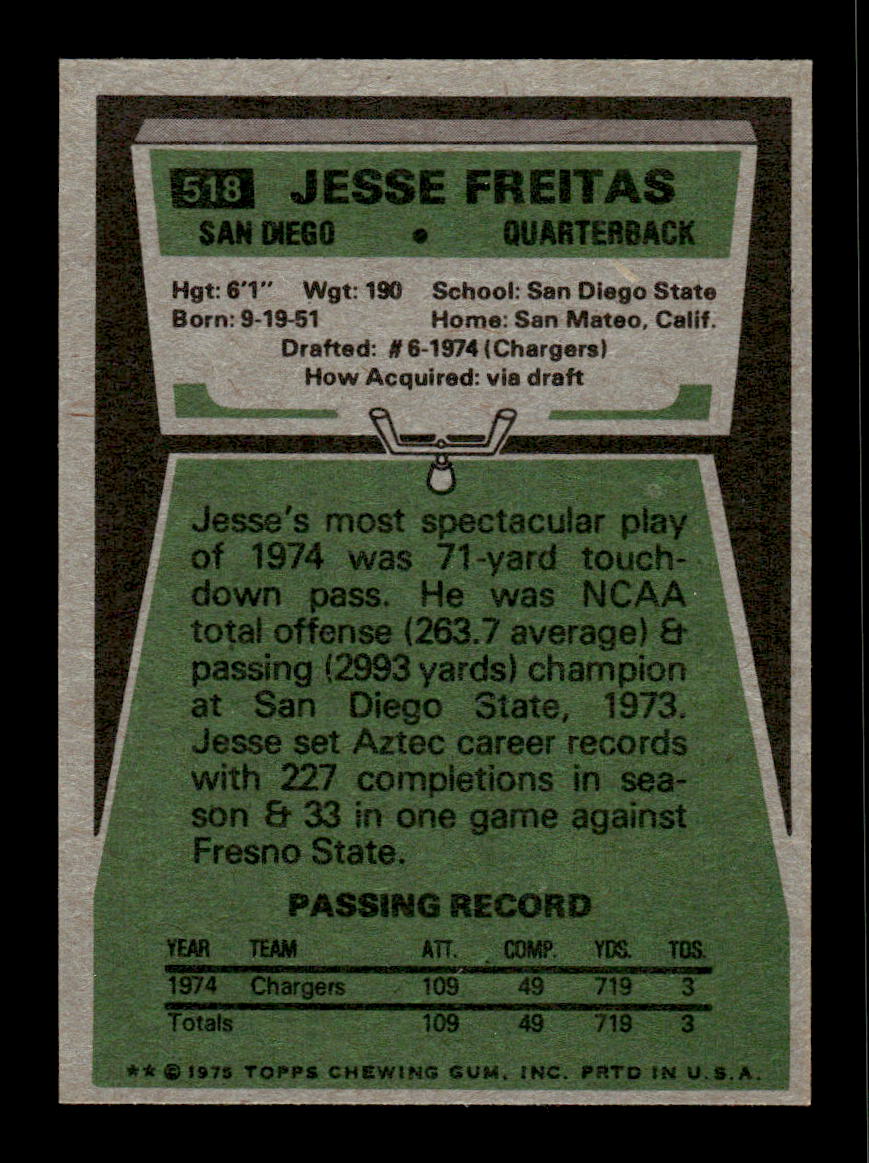 518 JESSE FREITAS
SAN DIEGO • QUARTERBACK
Hgt: 6'1" Wgt: 190 School: San Diego State
Born: 9-19-51 Home: San Mateo, Calif.
Drafted: #6-1974 (Chargers)
How Acquired: via draft
Jesse's most spectacular play
of 1974 was 71-yard touch-
down pass. He was NCAA
total offense (263.7 average) &
passing (2993 yards) champion
at San Diego State, 1973.
Jesse set Aztec career records
with 227 completions in sea-
son & 33 in one game against
Fresno State.
PASSING RECORD
YEAR TEAM ATT. COMP. YDS. TDS.
1974 Chargers 109 49 719 3
Totals 109 49 719 3
★★ © 1975 TOPPS CHEWING GUM, INC. PRTD IN U.S.A.